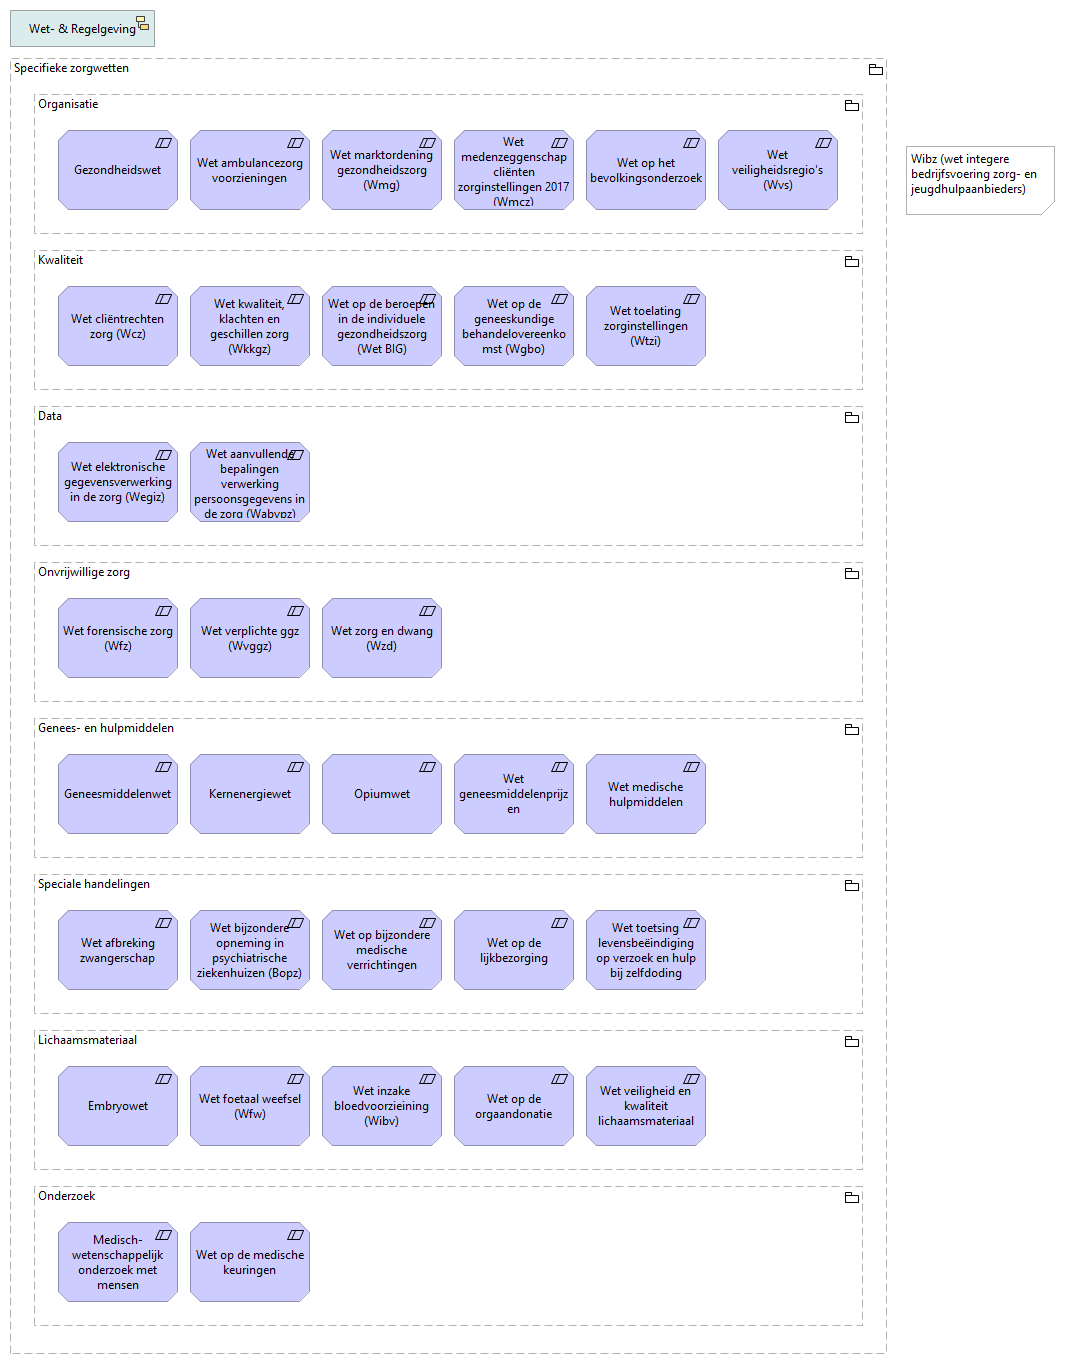 Wet- & Regelgeving
Specifieke zorgwetten
Organisatie
Gezondheidswet
Wet ambulancezorg
voorzieningen
Wet marktordening
gezondheidszorg
(Wmg)
Wet
medenzeggenschap
cliënten
zorginstellingen 2017
(Wmcz)
Wet op het
bevolkingsonderzoek
Wet
veiligheidsregio's
(Wvs)
Wibz (wet integere
bedrijfsvoering zorg- en
jeugdhulpaanbieders)
Kwaliteit
Wet cliëntrechten
zorg (Wcz)
Wet kwaliteit,
klachten en
geschillen zorg
(Wkkgz)
Wet op de beroepen
in de individuele
gezondheidszorg
(Wet BIG)
Wet op de
geneeskundige
behandelovereenko
mst (Wgbo)
Wet toelating
zorginstellingen
(Wtzi)
Data
Wet elektronische
gegevensverwerking
in de zorg (Wegiz)
Wet aanvullende
bepalingen
verwerking
persoonsgegevens in
de zorg (Wabvpz)
Onvrijwillige zorg
Wet forensische zorg
(Wfz)
Wet verplichte ggz
(Wvggz)
Wet zorg en dwang
(Wzd)
Genees- en hulpmiddelen
Geneesmiddelenwet
Kernenergiewet
Opiumwet
Wet
geneesmiddelenprijz
en
Wet medische
hulpmiddelen
Speciale handelingen
Wet afbreking
zwangerschap
Wet bijzondere
opneming in
psychiatrische
ziekenhuizen (Bopz)
Wet op bijzondere
medische
verrichtingen
Wet op de
lijkbezorging
Wet toetsing
levensbeëindiging
op verzoek en hulp
bij zelfdoding
Lichaamsmateriaal
Embryowet
Wet foetaal weefsel
(Wfw)
Wet inzake
bloedvoorzieining
(Wibv)
Wet op de
orgaandonatie
Wet veiligheid en
kwaliteit
lichaamsmateriaal
Onderzoek
Medisch-
wetenschappelijk
onderzoek met
mensen
Wet op de medische
keuringen